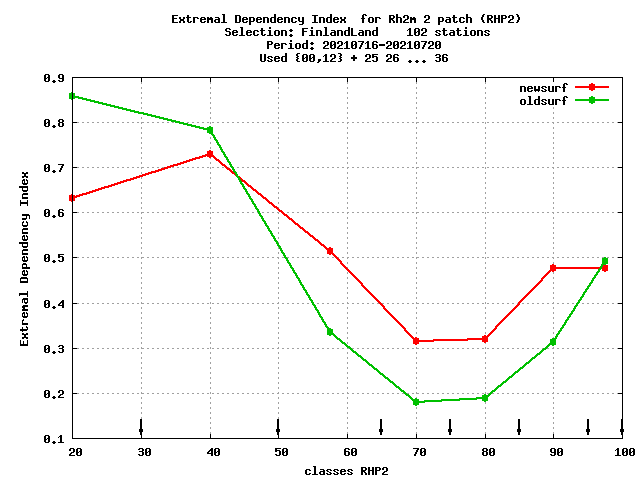 Extremal Dependency Index  for Rh2m 2 patch (RHP2)
Selection: FinlandLand    102 stations
Period: 20210716-20210720
Used {00,12} + 25 26 ... 36
newsurf
oldsurf
0.9
0.8
0.7
0.6
0.5
0.4
0.3
0.2
0.1
Extremal Dependency Index
20 30 40 50 60 70 80 90 100
classes RHP2